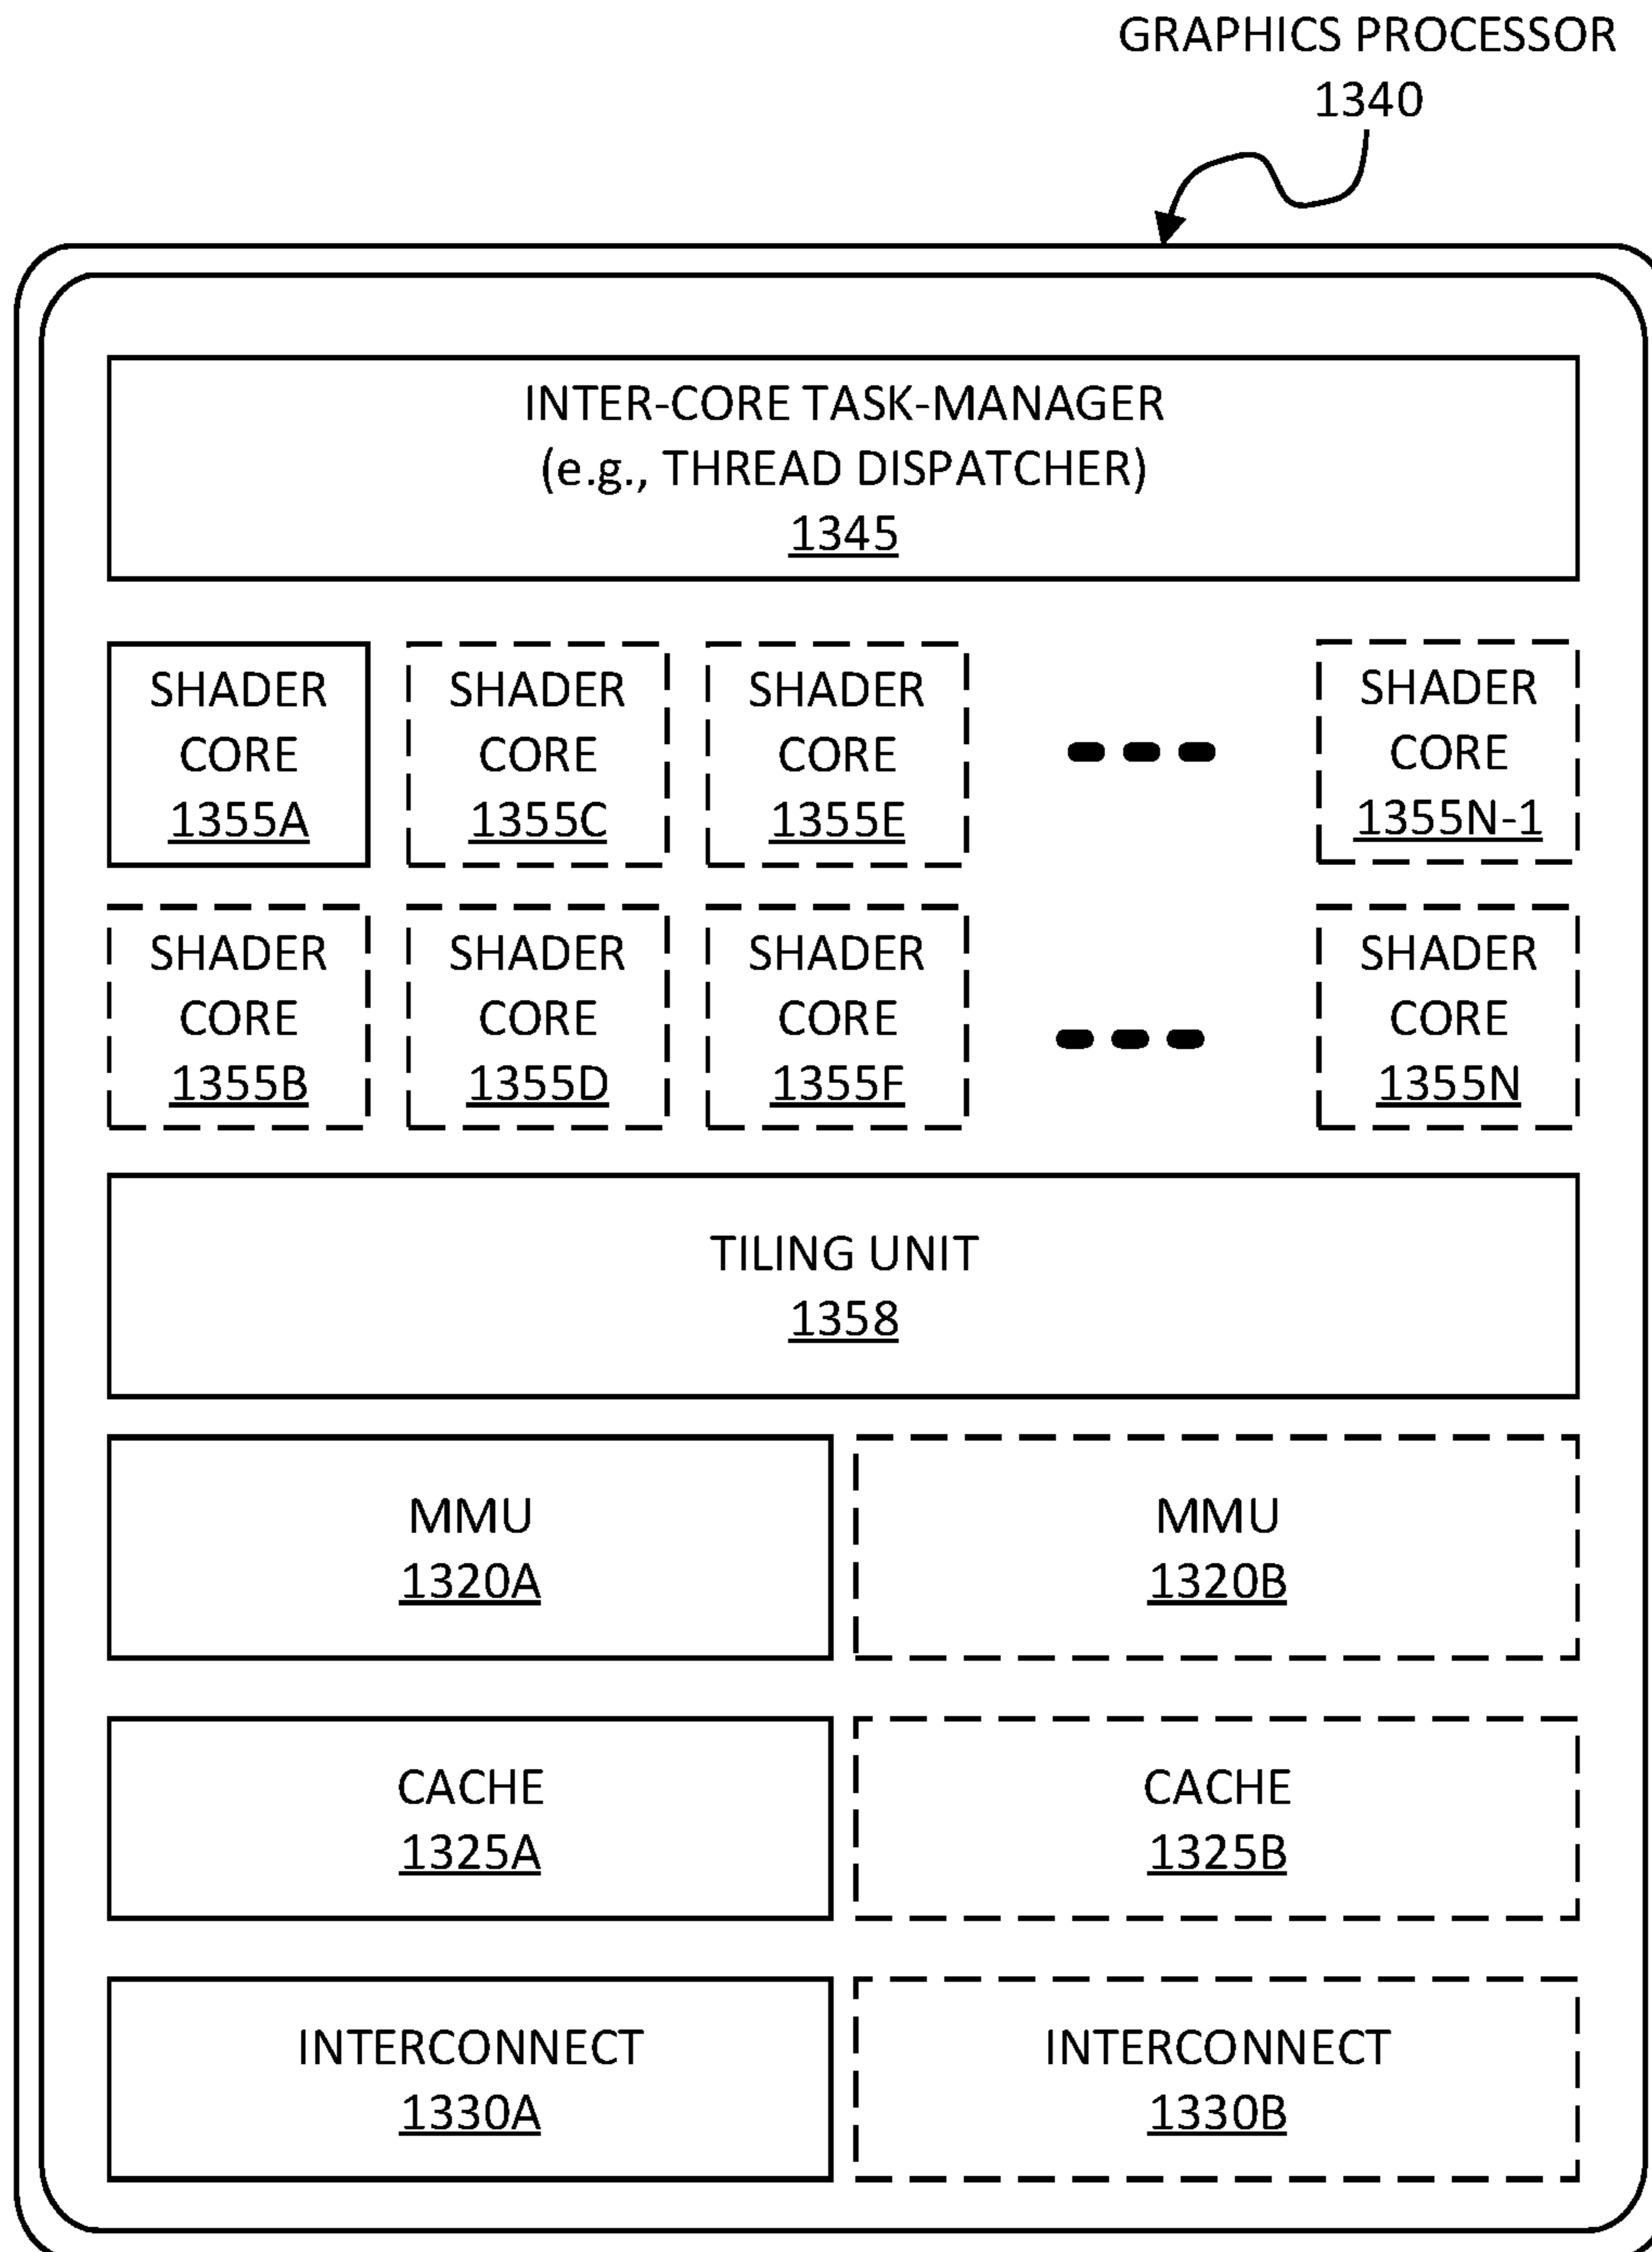 GRAPHICS PROCESSOR
1340
INTER-CORE TASK-MANAGER
(e.g., THREAD DISPATCHER)
1345
SHADER
CORE
1355A
SHADER
CORE
1355C
SHADER
CORE
1355E
SHADER
CORE
1355N-1
SHADER
CORE
1355B
SHADER
CORE
1355D
SHADER
CORE
1355F
SHADER
CORE
1355N
TILING UNIT
1358
MMU
1320A
MMU
1320B
CACHE
1325A
CACHE
1325B
INTERCONNECT
1330A
INTERCONNECT
1330B